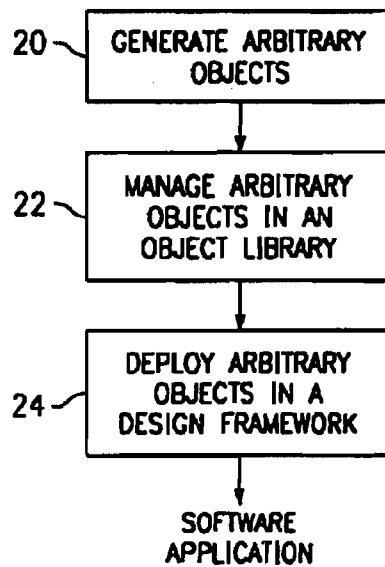 20
GENERATE ARBITRARY
OBJECTS
22
MANAGE ARBITRARY
OBJECTS IN AN
OBJECT LIBRARY
24
DEPLOY ARBITRARY
OBJECTS IN A
DESIGN FRAMEWORK
SOFTWARE
APPLICATION